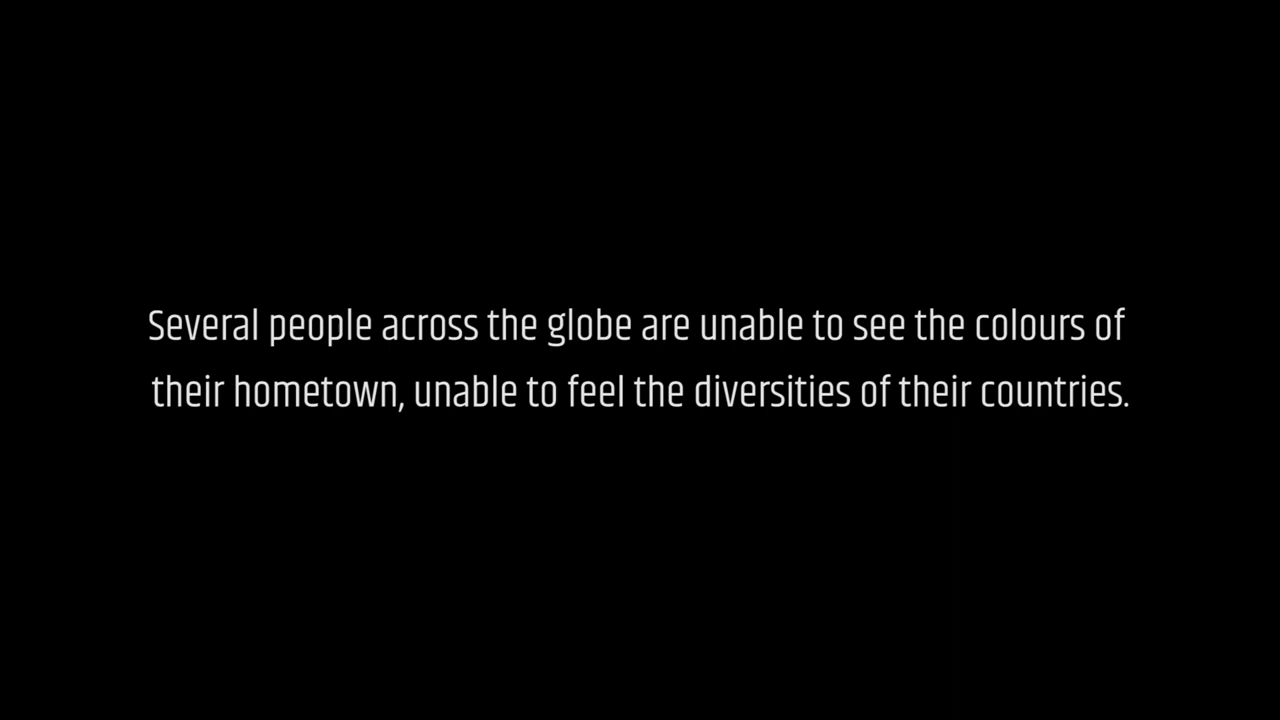 Several people across the globe are unable to see the colours of
their hometown, unable to feel the diversities of their countries.